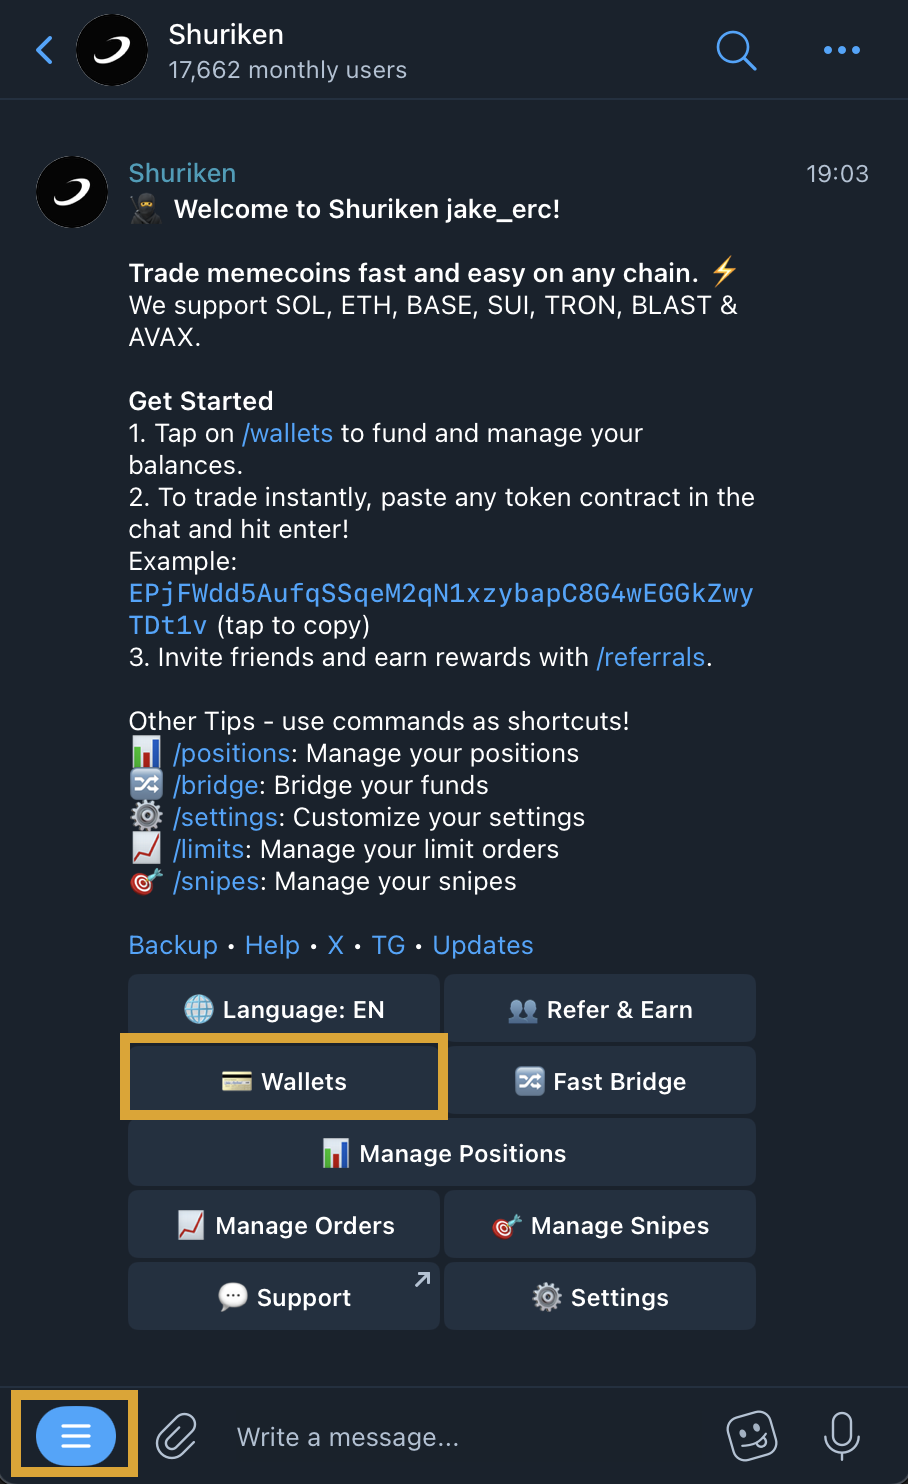 Shuriken
17,662 monthly users
Shuriken
19:03
Welcome to Shuriken jake_erc!
Trade memecoins fast and easy on any chain. ⚡
We support SOL, ETH, BASE, SUI, TRON, BLAST &
AVAX.
Get Started
1. Tap on /wallets to fund and manage your
balances.
2. To trade instantly, paste any token contract in the
chat and hit enter!
Example:
EPjFWdd5AufqSSqeM2qN1xzybapC8G4wEGGkZwy
TDt1v (tap to copy)
3. Invite friends and earn rewards with /referrals.
Other Tips - use commands as shortcuts!
/positions: Manage your positions
/bridge: Bridge your funds
/settings: Customize your settings
/limits: Manage your limit orders
/snipes: Manage your snipes
Backup • Help • X • TG • Updates
Language: EN
Refer & Earn
Wallets
Fast Bridge
Manage Positions
Manage Orders
Manage Snipes
Support
Settings
Write a message...